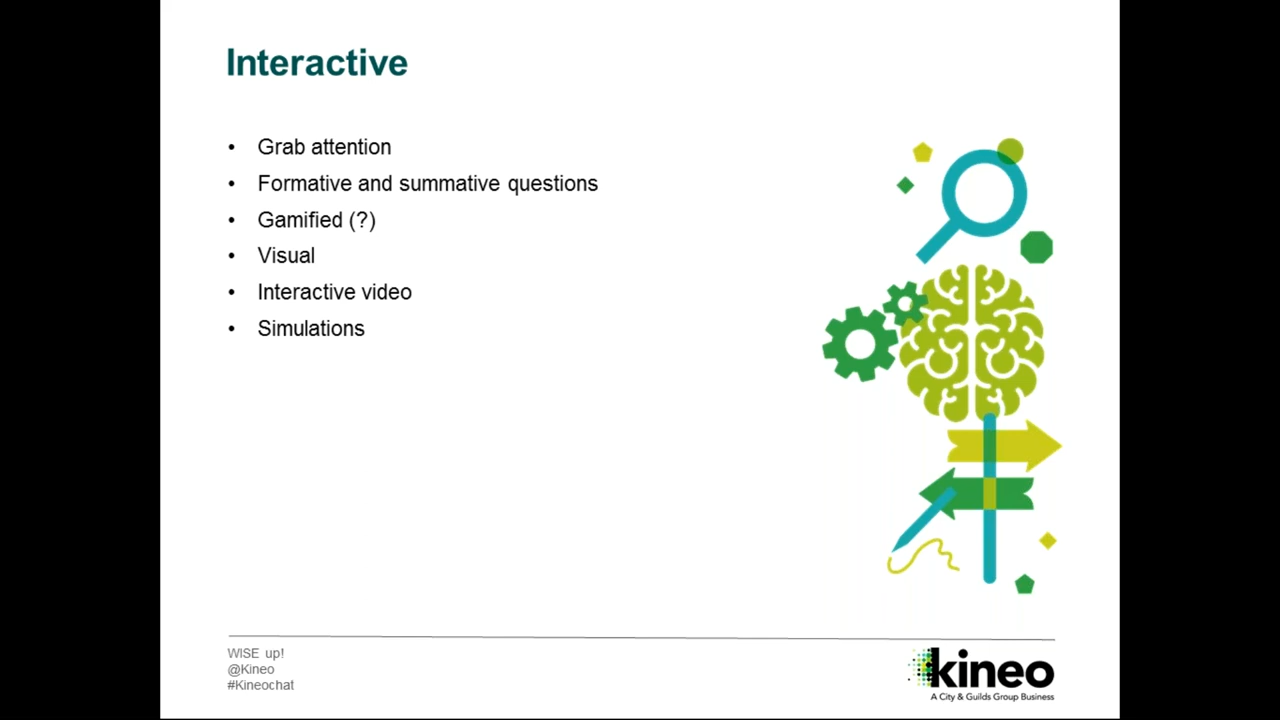 Interactive
• Grab attention
• Formative and summative questions
• Gamified (?)
• Visual
• Interactive video
• Simulations
WISE up!
@Kineo
#Kineochat
kineo
A City & Guilds Group Business